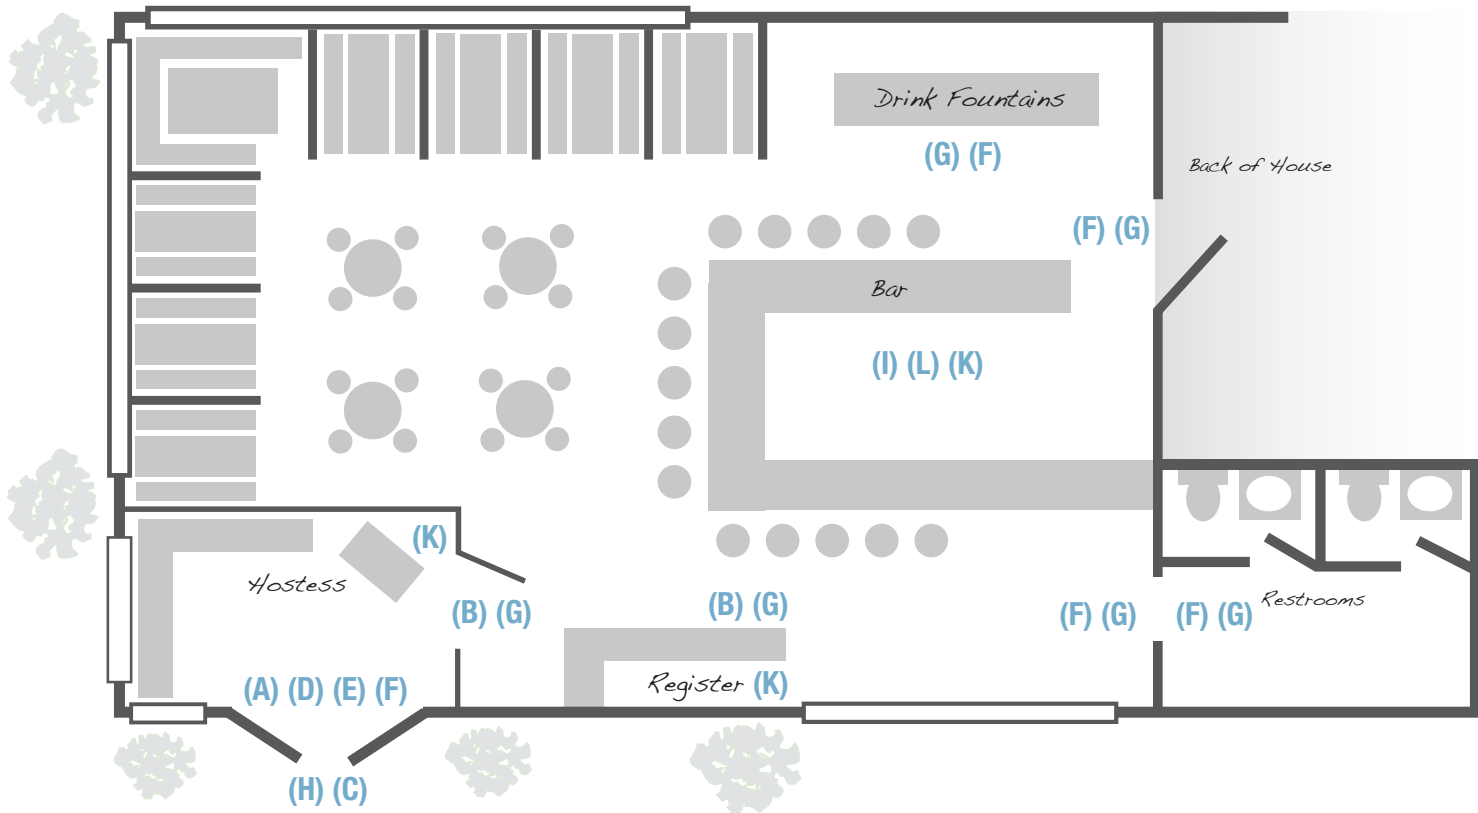 Drink Fountains
(G) (F)
Back of House
(F) (G)
Bar
(I) (L) (K)
(K)
Hostess
(B) (G)
(B) (G)
(F) (G)
(F) (G)
Restrooms
(A) (D) (E) (F)
Register (K)
(H) (C)